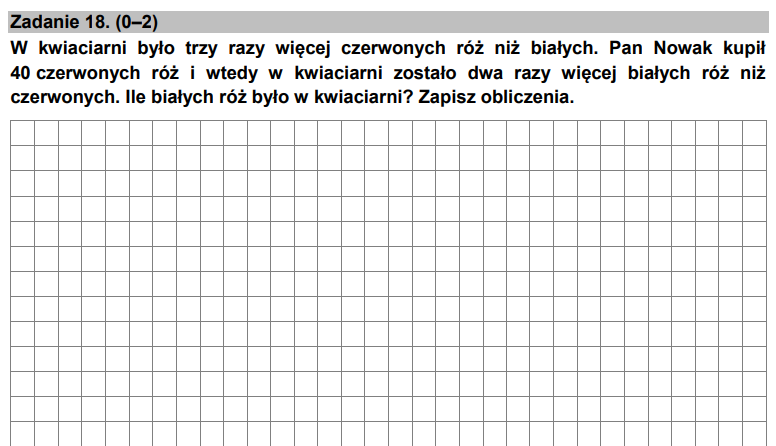 Zadanie 18. (0–2)
W kwiaciarni było trzy razy więcej czerwonych róż niż białych. Pan Nowak kupił
40 czerwonych róż i wtedy w kwiaciarni zostało dwa razy więcej białych róż niż
czerwonych. Ile białych róż było w kwiaciarni? Zapisz obliczenia.